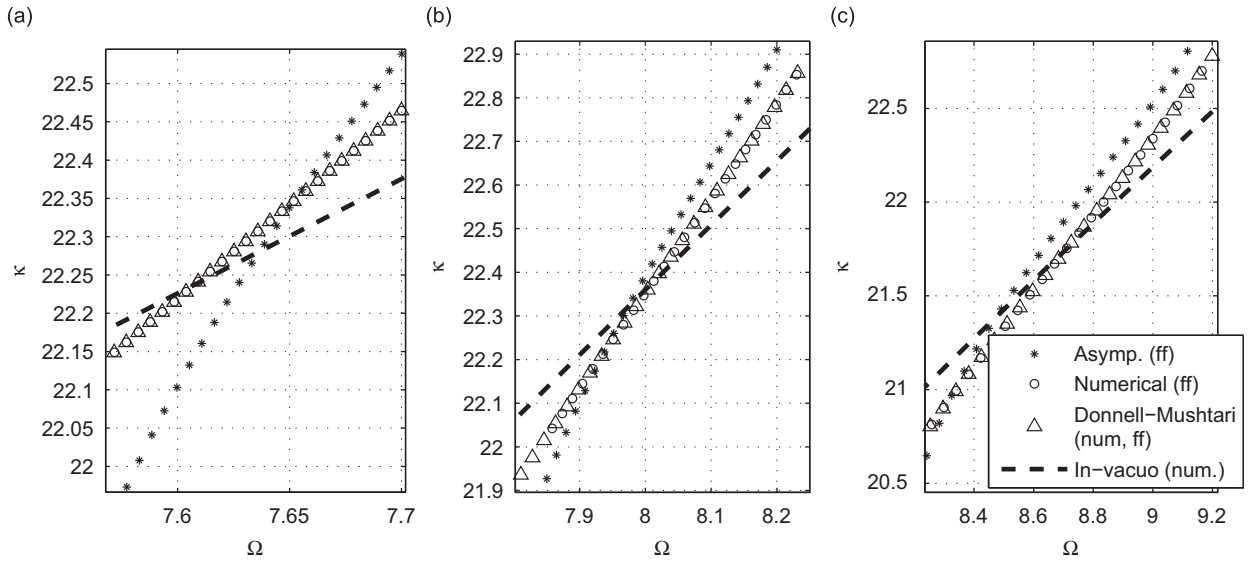 (a)
(b)
(c)
22.5
22.45
22.4
22.35
22.3
22.25
22.2
22.15
22.1
22.05
22
κ
7.6
7.65
7.7
Ω
22.9
22.8
22.7
22.6
22.5
22.4
22.3
22.2
22.1
22
21.9
κ
7.9
8
8.1
8.2
Ω
22.5
22
21.5
21
20.5
κ
8.4
8.6
8.8
9
9.2
Ω
Asymp. (ff)
Numerical (ff)
Donnell−Mushtari
(num, ff)
In−vacuo (num.)